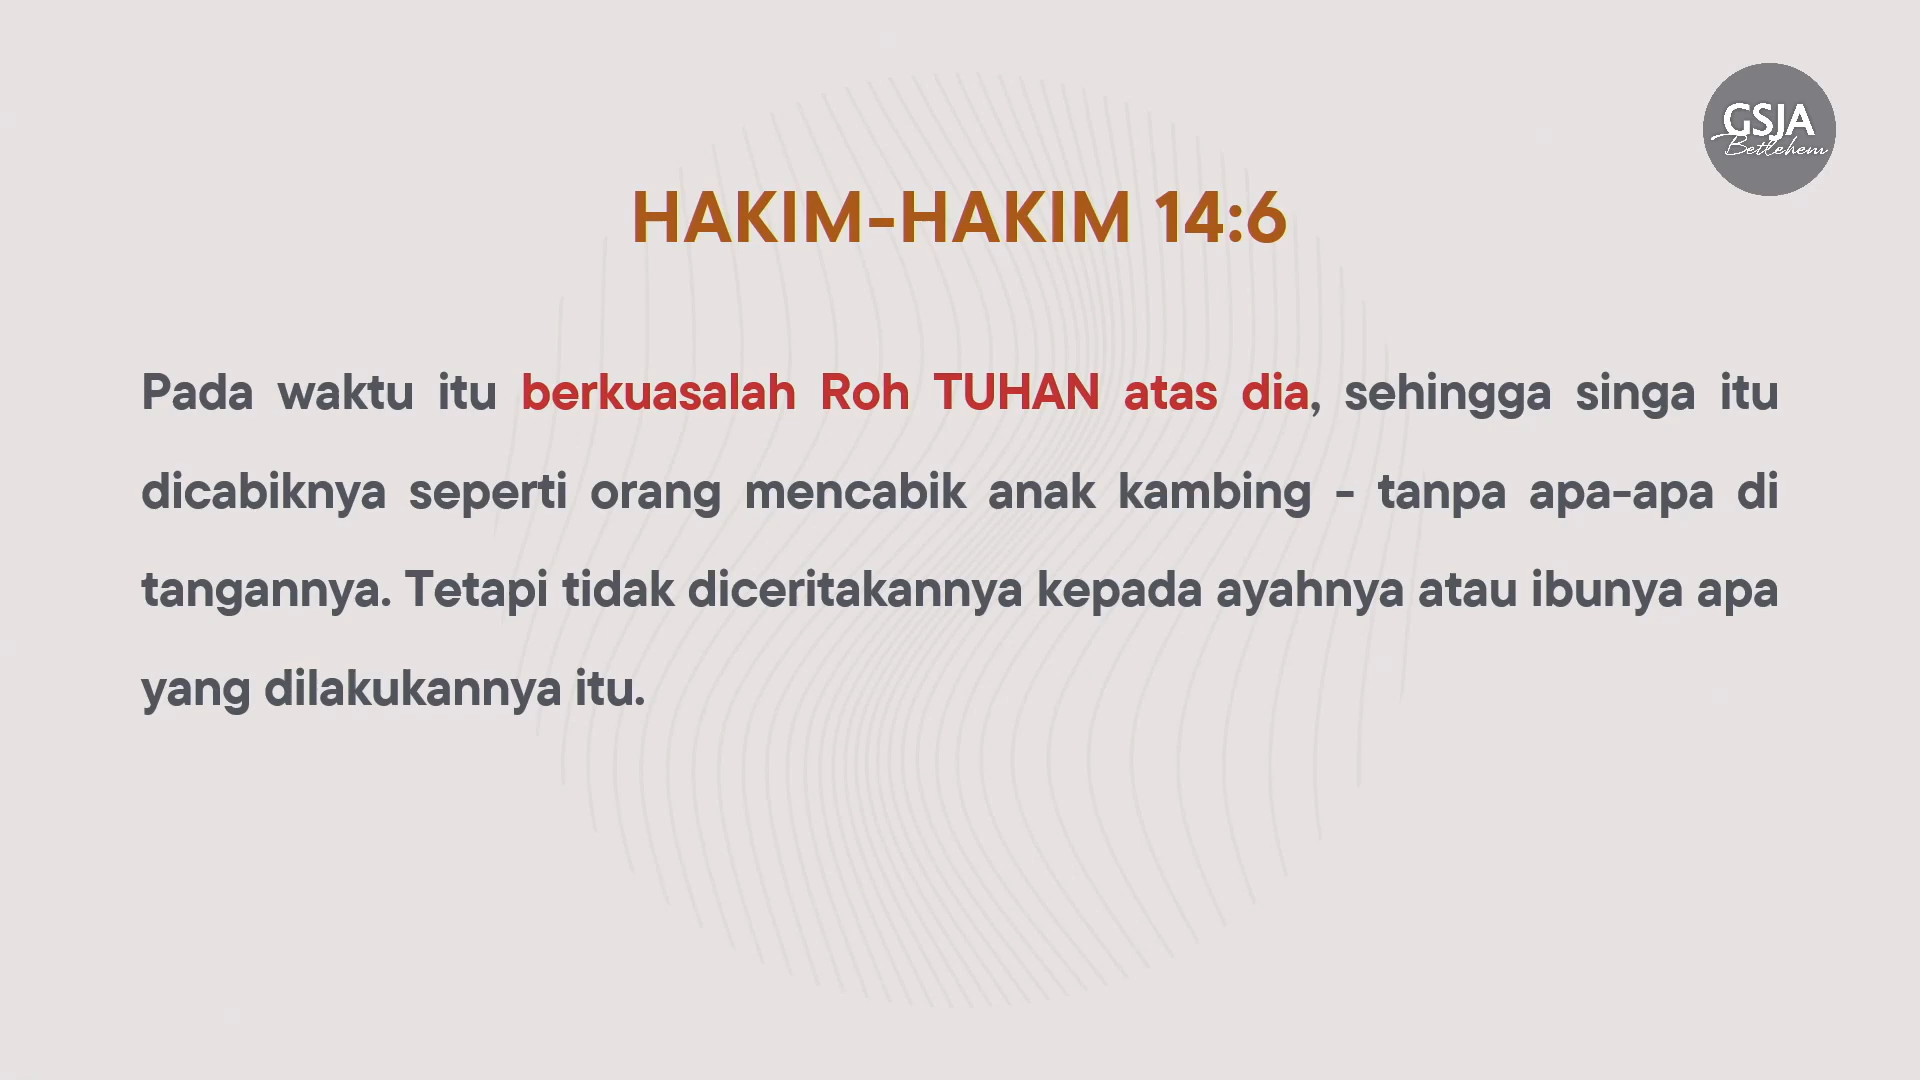 GSJA
Betlehem
HAKIM-HAKIM 14:6
Pada waktu itu berkuasalah Roh TUHAN atas dia, sehingga singa itu
dicabiknya seperti orang mencabik anak kambing - tanpa apa-apa di
tangannya. Tetapi tidak diceritakannya kepada ayahnya atau ibunya apa
yang dilakukannya itu.